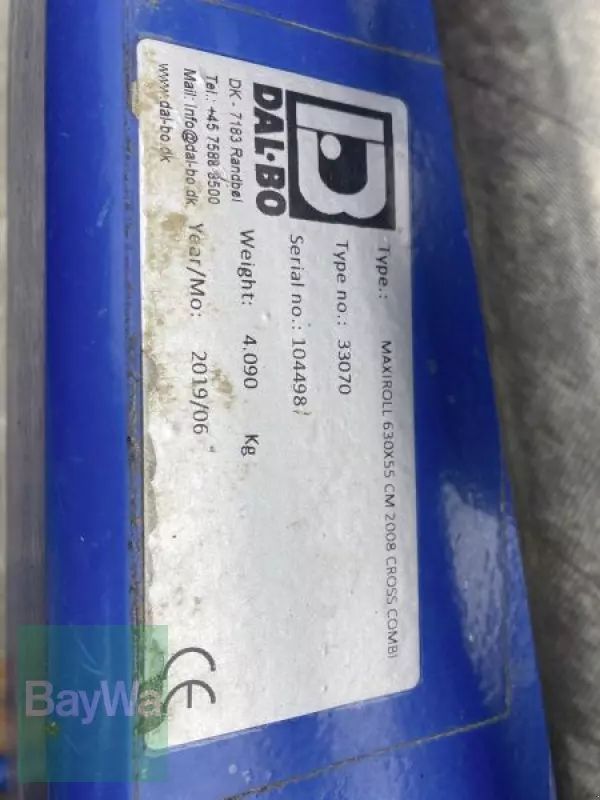 DAL-BO
DK - 7183 Randbøl
Tel.: +45 7588 3500
Mail: info@dal-bo.dk
www.dal-bo.dk
Type.: MAXIROLL 630X55 CM 2008 CROSS COMBI
Type no.: 33070
Serial no.: 104498
Weight: 4.090 Kg
Year/Mo: 2019/06
CE
BayWa